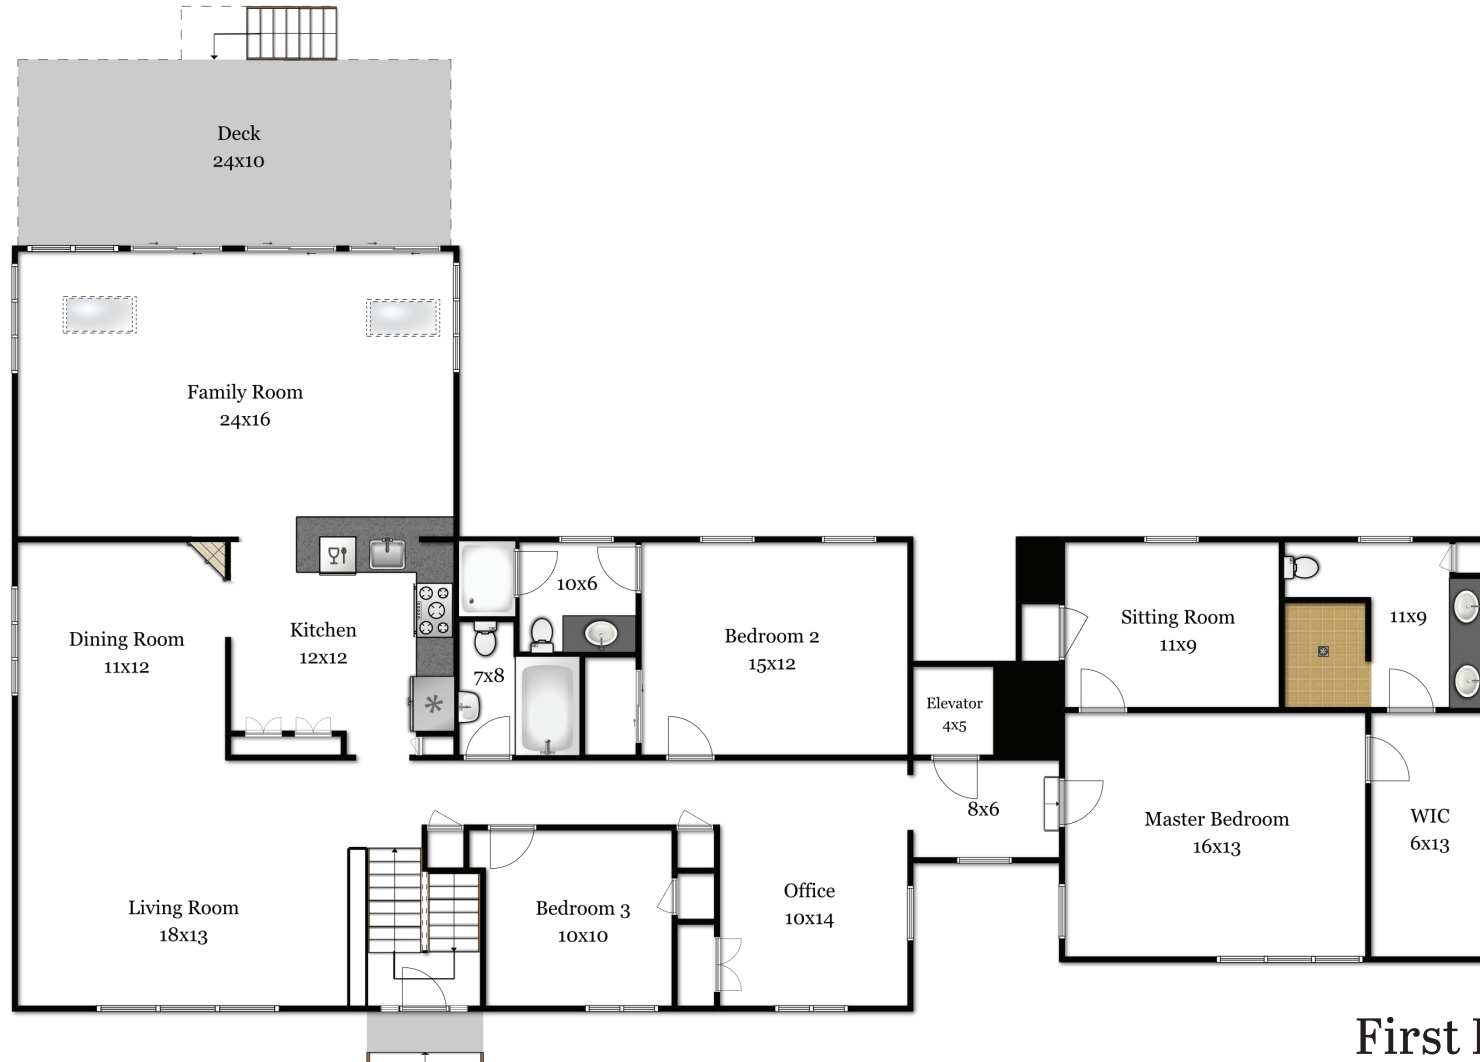 Deck
24x10
Family Room
24x16
Dining Room
11x12
Kitchen
12x12
10x6
7x8
Bedroom 2
15x12
Elevator
4x5
Sitting Room
11x9
11x9
8x6
Master Bedroom
16x13
WIC
6x13
Living Room
18x13
Bedroom 3
10x10
Office
10x14
First